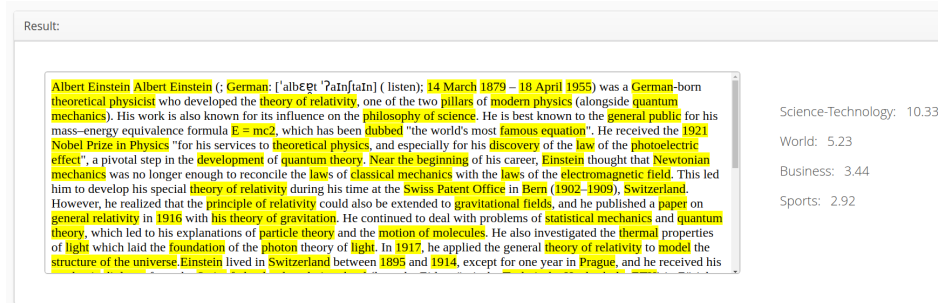 Result:
Albert Einstein Albert Einstein (; German: [ˈalbɛɐ̯t ˈʔaɪnʃtaɪn] ( listen); 14 March 1879 – 18 April 1955) was a German-born
theoretical physicist who developed the theory of relativity, one of the two pillars of modern physics (alongside quantum
mechanics). His work is also known for its influence on the philosophy of science. He is best known to the general public for his
mass–energy equivalence formula E = mc2, which has been dubbed "the world's most famous equation". He received the 1921
Nobel Prize in Physics "for his services to theoretical physics, and especially for his discovery of the law of the photoelectric
effect", a pivotal step in the development of quantum theory. Near the beginning of his career, Einstein thought that Newtonian
mechanics was no longer enough to reconcile the laws of classical mechanics with the laws of the electromagnetic field. This led
him to develop his special theory of relativity during his time at the Swiss Patent Office in Bern (1902–1909), Switzerland.
However, he realized that the principle of relativity could also be extended to gravitational fields, and he published a paper on
general relativity in 1916 with his theory of gravitation. He continued to deal with problems of statistical mechanics and quantum
theory, which led to his explanations of particle theory and the motion of molecules. He also investigated the thermal properties
of light which laid the foundation of the photon theory of light. In 1917, he applied the general theory of relativity to model the
structure of the universe.Einstein lived in Switzerland between 1895 and 1914, except for one year in Prague, and he received his
Science-Technology: 10.33
World: 5.23
Business: 3.44
Sports: 2.92